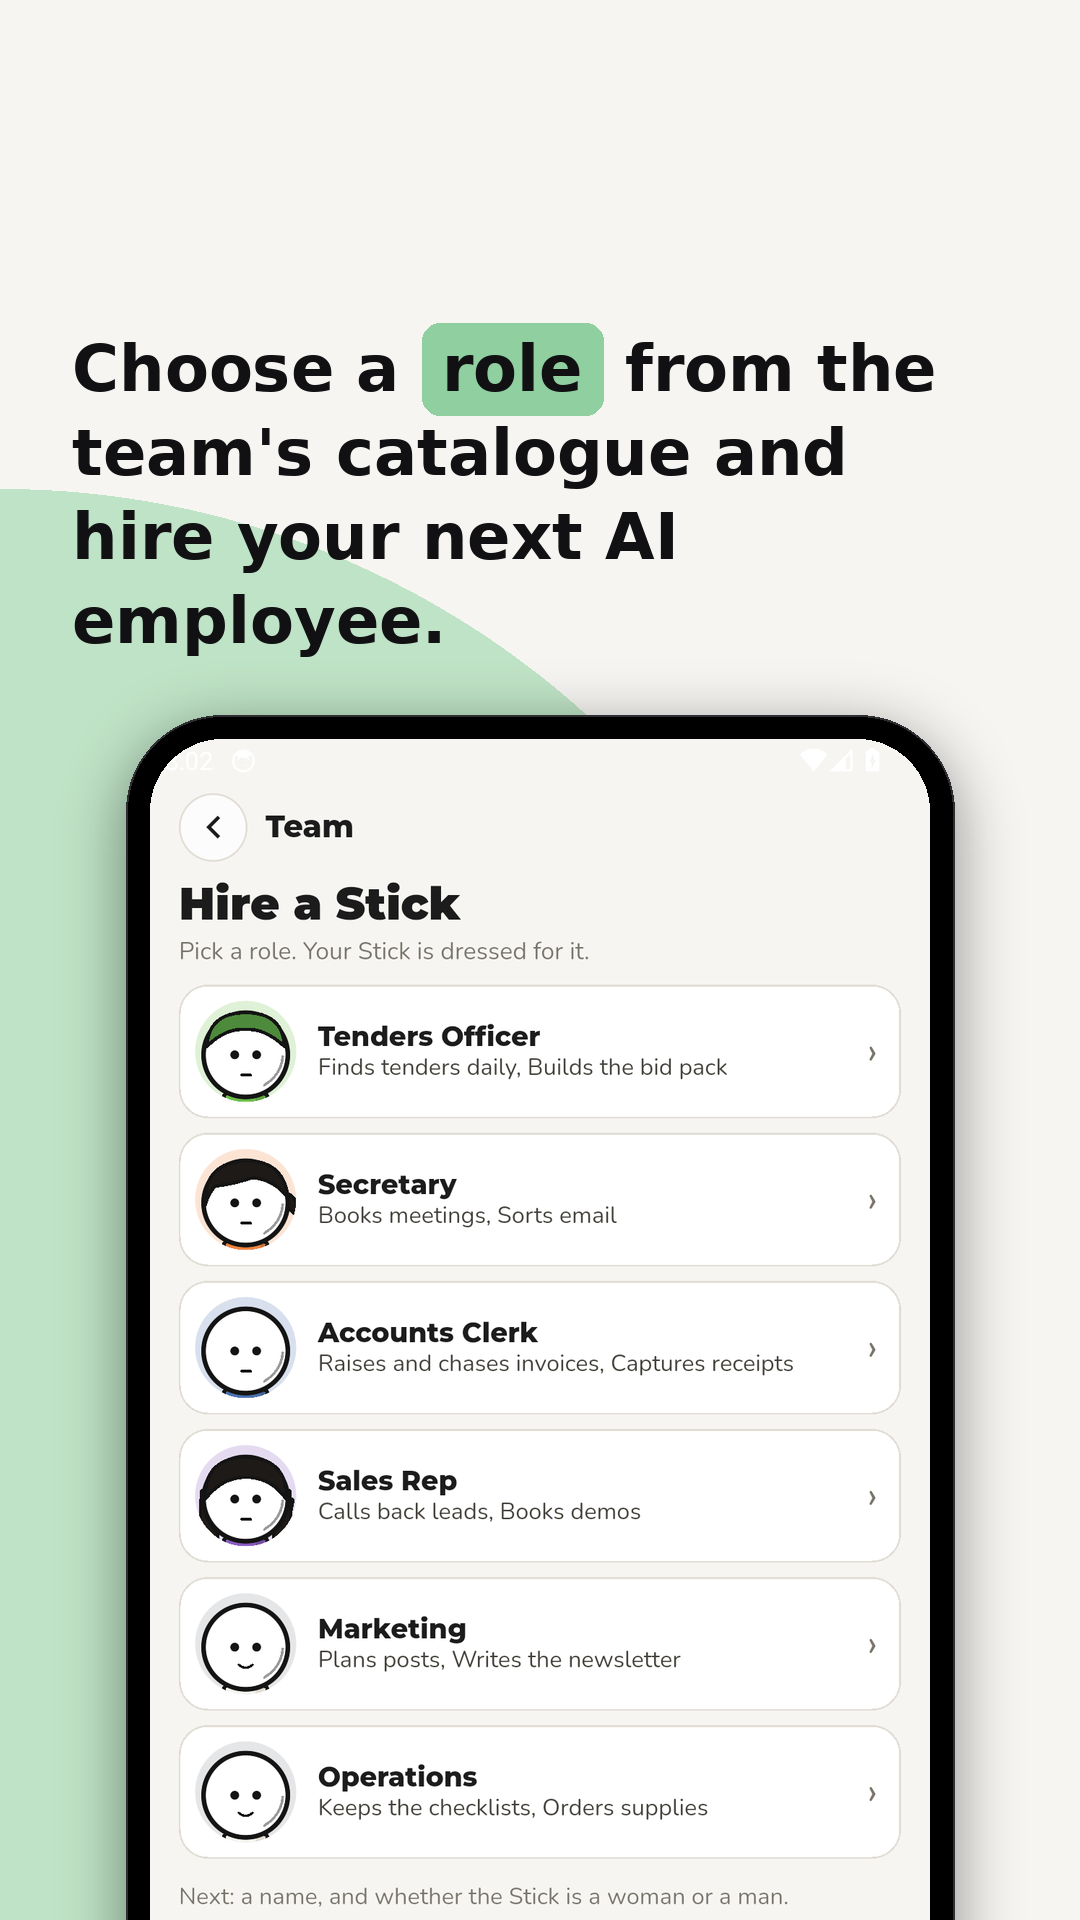 Choose a role from the
team's catalogue and
hire your next AI
employee.
Team
Hire a Stick
Pick a role. Your Stick is dressed for it.
Tenders Officer
Finds tenders daily, Builds the bid pack
Secretary
Books meetings, Sorts email
Accounts Clerk
Raises and chases invoices, Captures receipts
Sales Rep
Calls back leads, Books demos
Marketing
Plans posts, Writes the newsletter
Operations
Keeps the checklists, Orders supplies
Next: a name, and whether the Stick is a woman or a man.